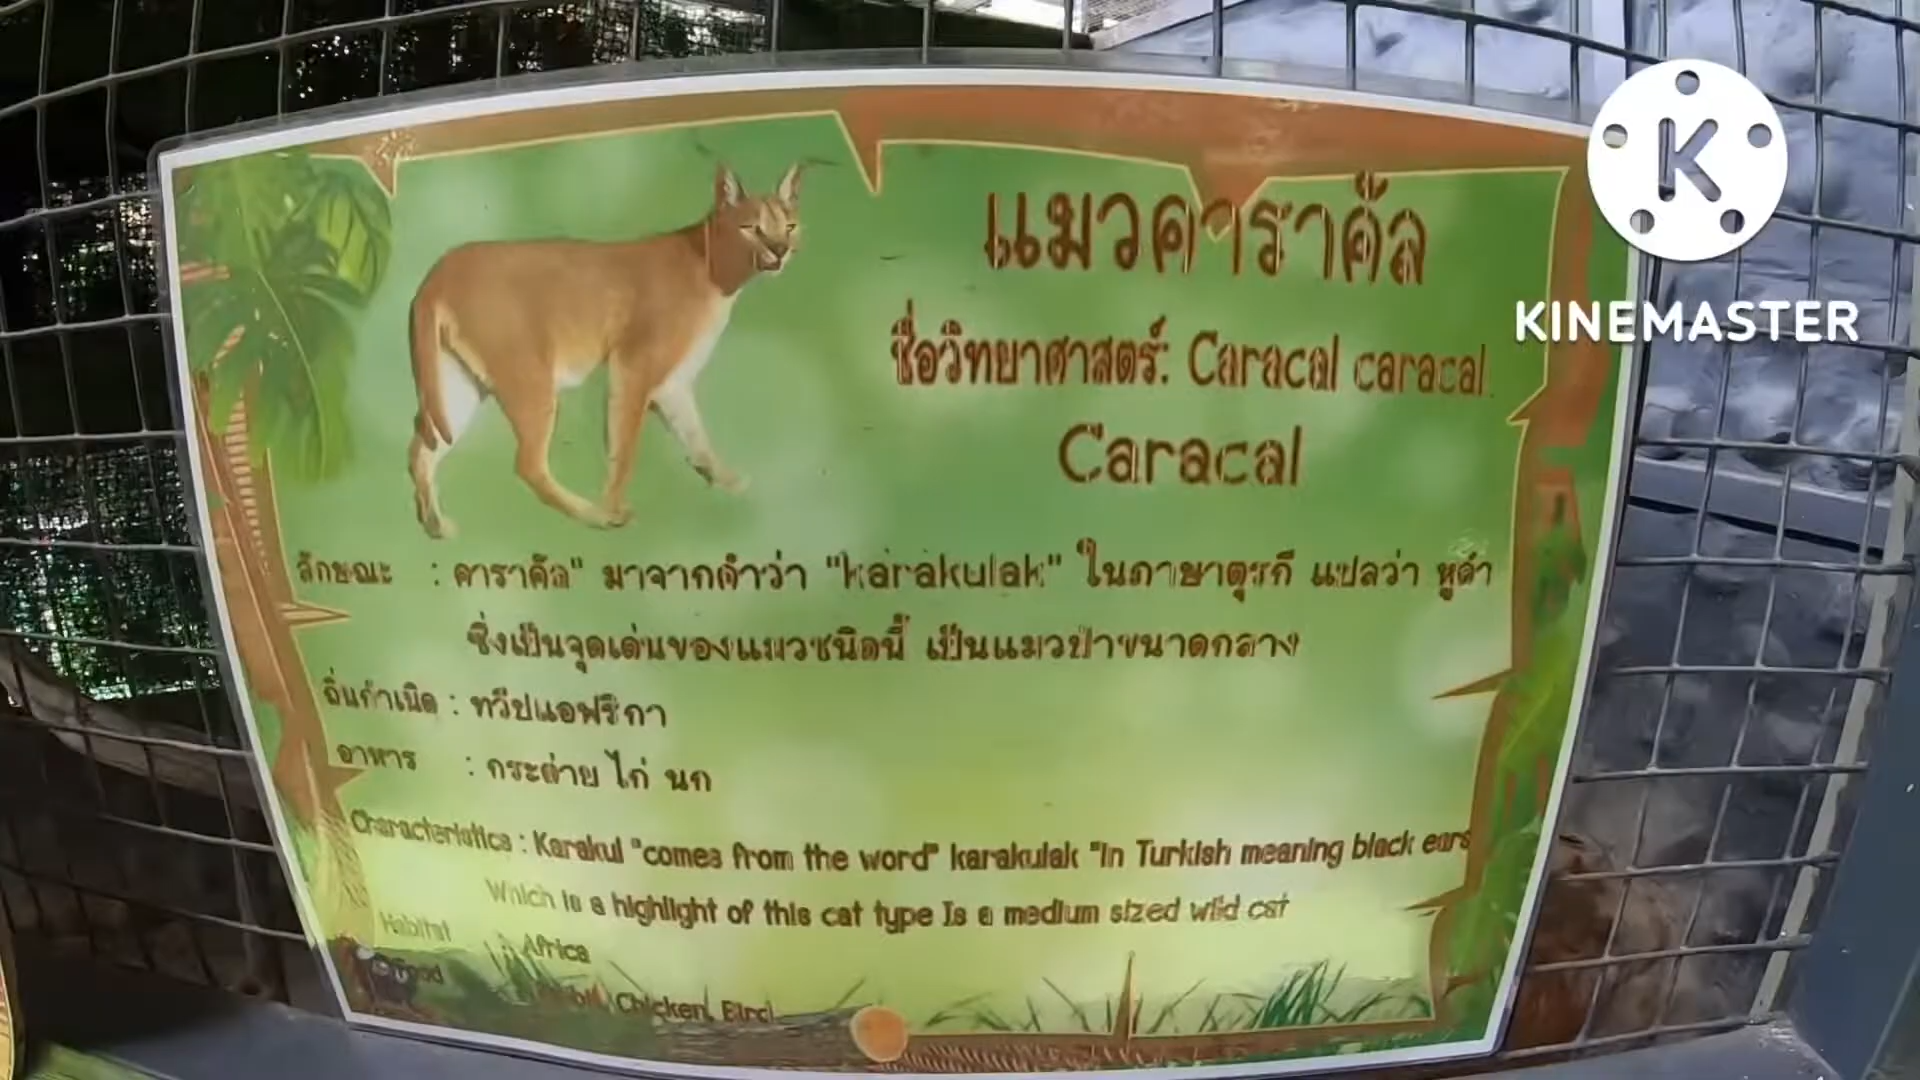 แมวคาราคัล
ชื่อวิทยาศาสตร์: Caracal caracal.
Caracal
ลักษณะ : คาราคัล" มาจากคำว่า "karakulak" ในภาษาตุรกี แปลว่า หูดำ
ซึ่งเป็นจุดเด่นของแมวชนิดนี้ เป็นแมวป่าขนาดกลาง
ถิ่นกำเนิด : ทวีปแอฟริกา
อาหาร : กระต่าย ไก่ นก
Characteristics : Karakul "comes from the word" karakulak "in Turkish meaning black ears
Which is a highlight of this cat type Is a medium sized wild cat
Habitat : Africa
Food Chicken, Bird
K
KINEMASTER